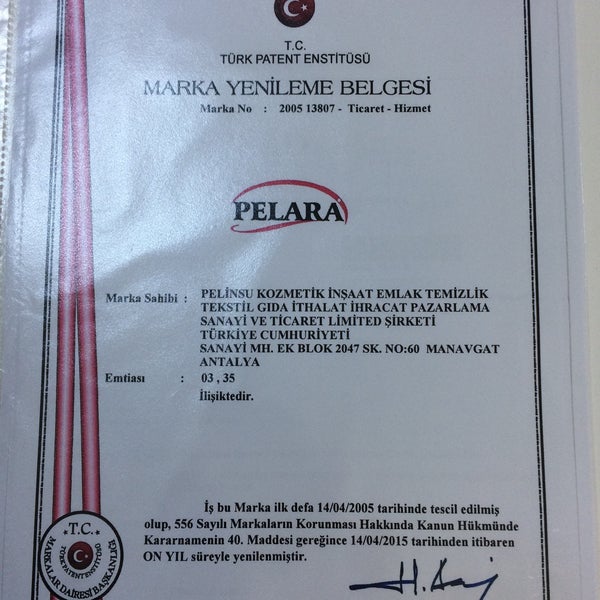 T.C.
TÜRK PATENT ENSTİTÜSÜ
MARKA YENİLEME BELGESİ
Marka No : 2005 13807 - Ticaret - Hizmet
PELARA
Marka Sahibi : PELİNSU KOZMETİK İNŞAAT EMLAK TEMİZLİK
TEKSTİL GIDA İTHALAT İHRACAT PAZARLAMA
SANAYİ VE TİCARET LİMİTED ŞİRKETİ
TÜRKİYE CUMHURİYETİ
SANAYİ MH. EK BLOK 2047 SK. NO:60 MANAVGAT
ANTALYA
Emtiası : 03 , 35
İlişiktedir.
İş bu Marka ilk defa 14/04/2005 tarihinde tescil edilmiş
olup, 556 Sayılı Markaların Korunması Hakkında Kanun Hükmünde
Kararnamenin 40. Maddesi gereğince 14/04/2015 tarihinden itibaren
ON YIL süreyle yenilenmiştir.
T.C.
TÜRK PATENT ENSTİTÜSÜ
MARKALAR DAİRESİ BAŞKANLIĞI